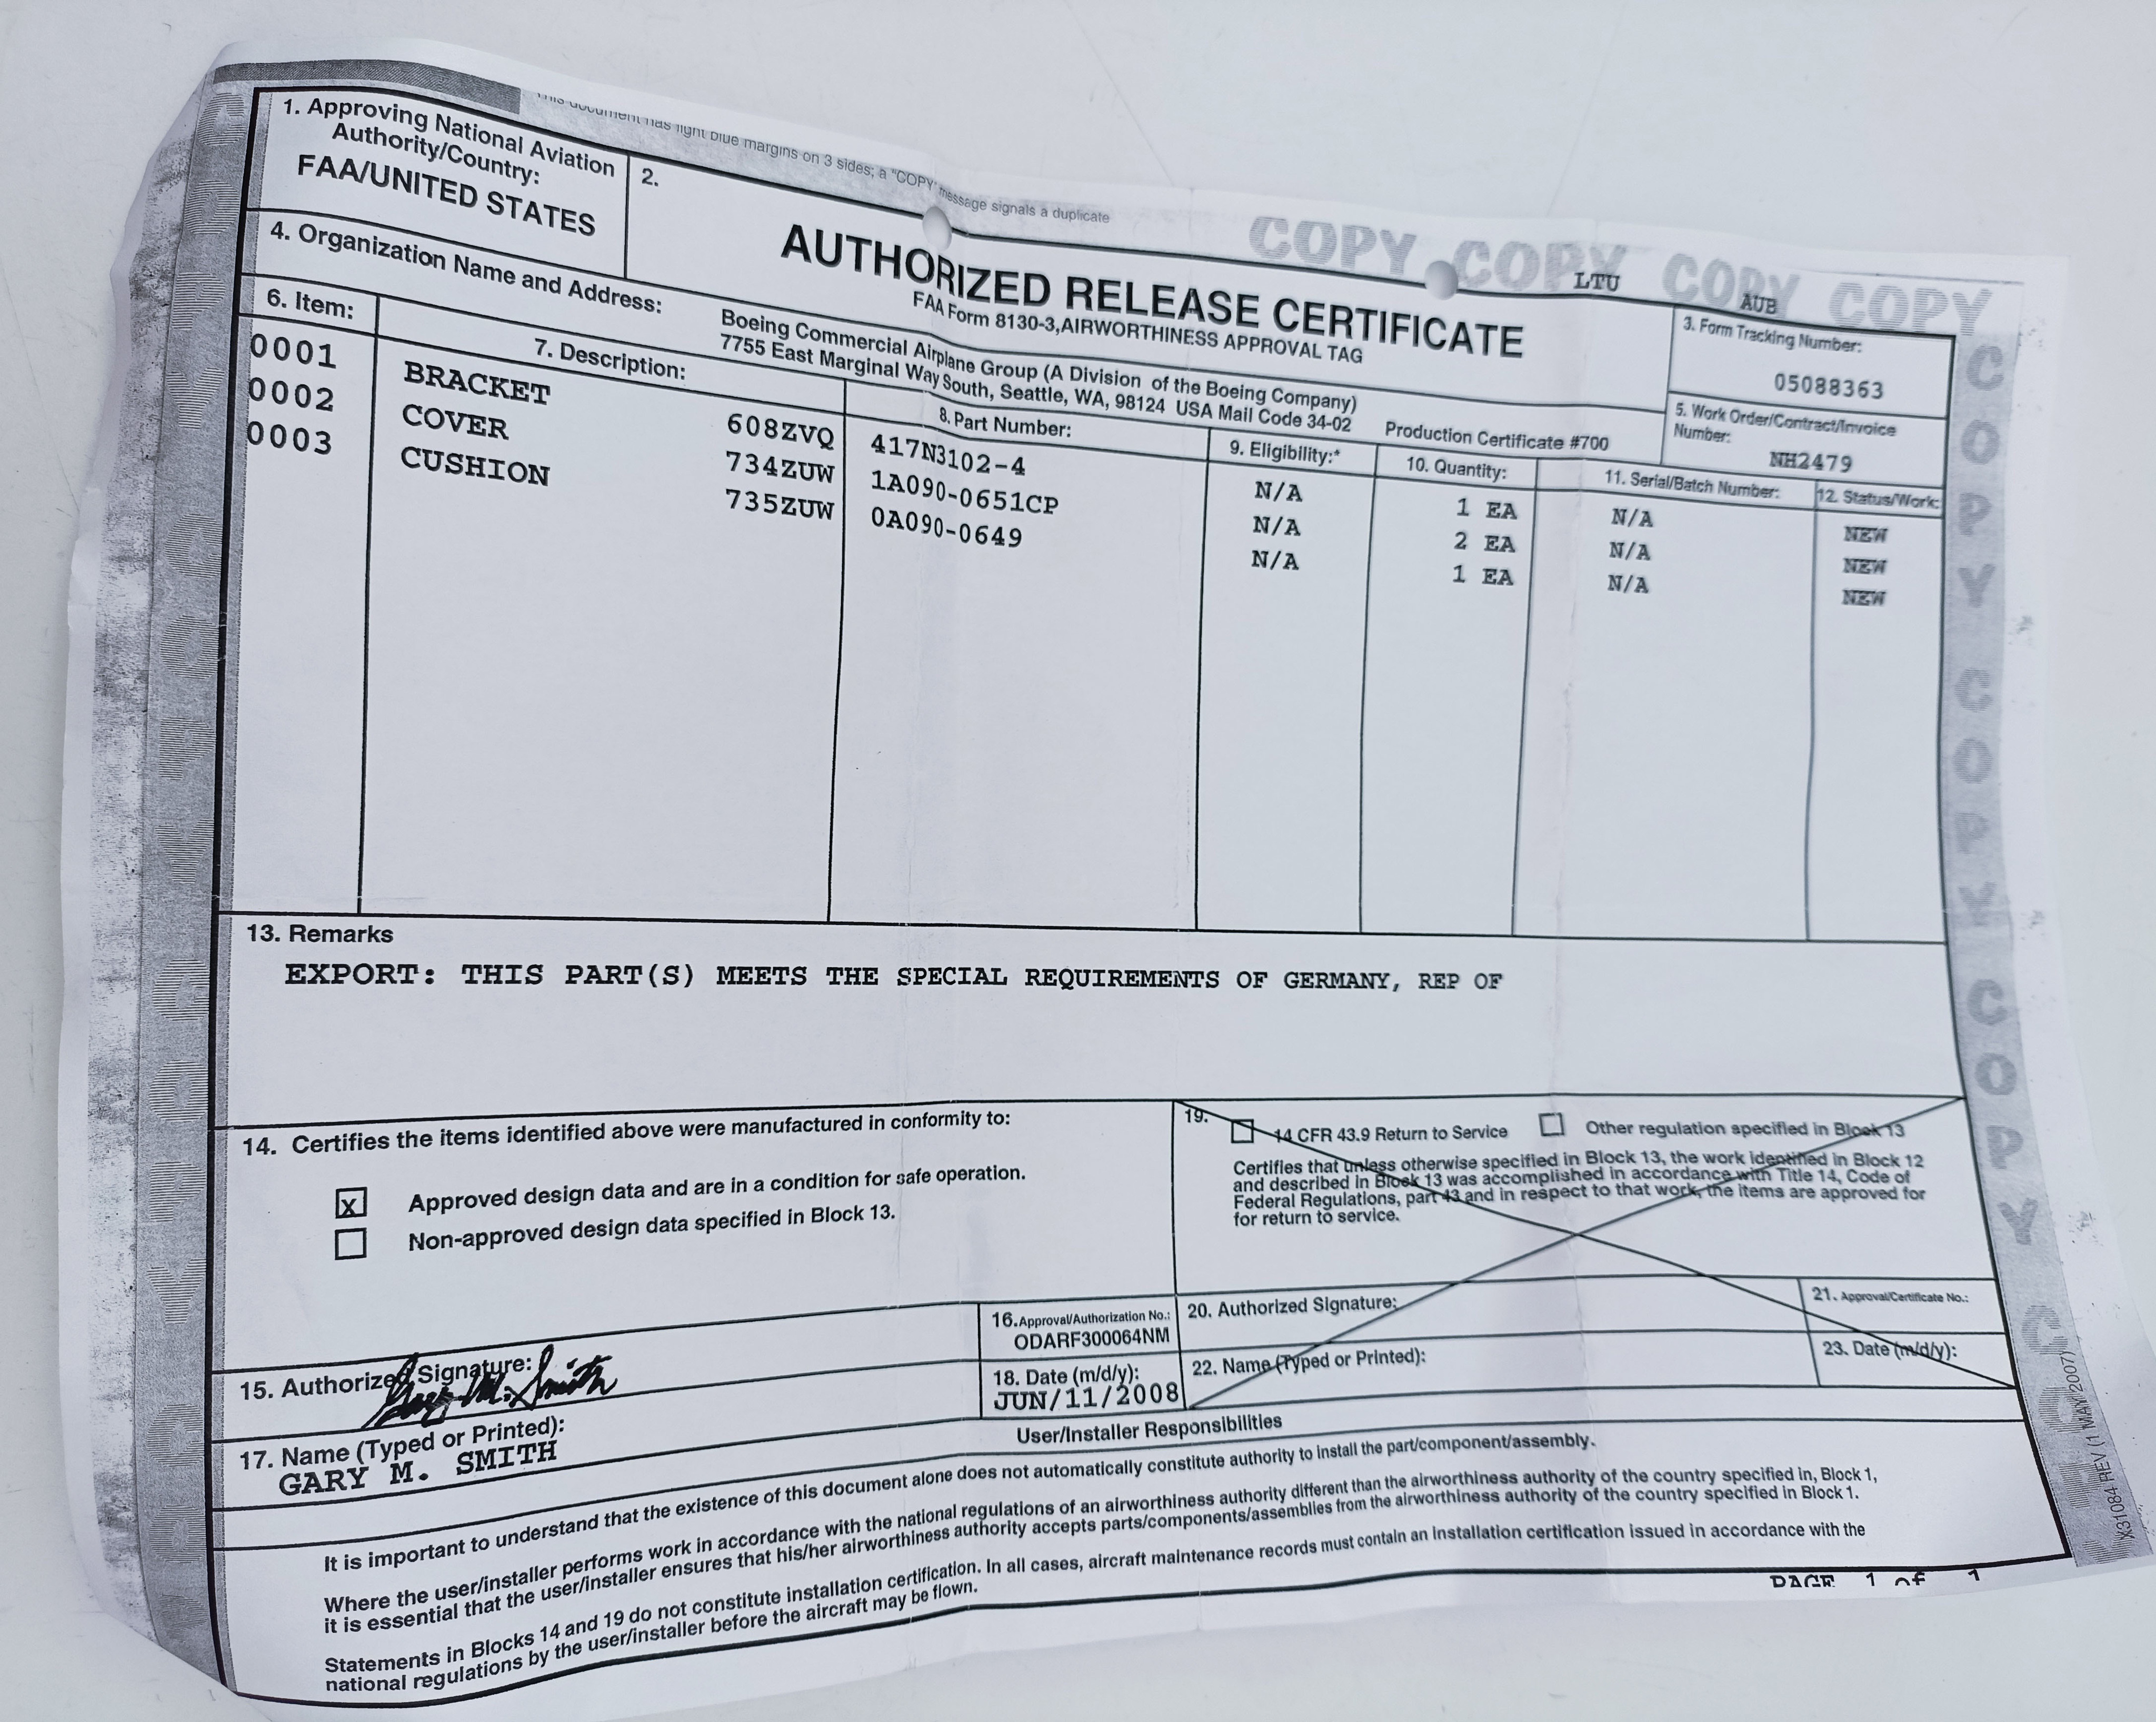 This document has light blue margins on 3 sides; a "COPY" message signals a duplicate
COPY COPY COPY COPY
LTU AUB
1. Approving National Aviation
Authority/Country:
FAA/UNITED STATES
2.
AUTHORIZED RELEASE CERTIFICATE
FAA Form 8130-3,AIRWORTHINESS APPROVAL TAG
3. Form Tracking Number:
05088363
4. Organization Name and Address:
Boeing Commercial Airplane Group (A Division of the Boeing Company)
7755 East Marginal Way South, Seattle, WA, 98124 USA Mail Code 34-02 Production Certificate #700
5. Work Order/Contract/Invoice
Number:
NH2479
6. Item: 7. Description: 8. Part Number: 9. Eligibility:* 10. Quantity: 11. Serial/Batch Number: 12. Status/Work:
0001 BRACKET 608ZVQ 417N3102-4 N/A 1 EA N/A NEW
0002 COVER 734ZUW 1A090-0651CP N/A 2 EA N/A NEW
0003 CUSHION 735ZUW 0A090-0649 N/A 1 EA N/A NEW
13. Remarks
EXPORT: THIS PART(S) MEETS THE SPECIAL REQUIREMENTS OF GERMANY, REP OF
14. Certifies the items identified above were manufactured in conformity to:
x Approved design data and are in a condition for safe operation.
Non-approved design data specified in Block 13.
19. 14 CFR 43.9 Return to Service Other regulation specified in Block 13
Certifies that unless otherwise specified in Block 13, the work identified in Block 12
and described in Block 13 was accomplished in accordance with Title 14, Code of
Federal Regulations, part 43 and in respect to that work, the items are approved for
for return to service.
15. Authorized Signature:
Gary M. Smith
16.Approval/Authorization No.:
ODARF300064NM
20. Authorized Signature:
21. Approval/Certificate No.:
17. Name (Typed or Printed):
GARY M. SMITH
18. Date (m/d/y):
JUN/11/2008
22. Name (Typed or Printed):
23. Date (m/d/y):
User/Installer Responsibilities
It is important to understand that the existence of this document alone does not automatically constitute authority to install the part/component/assembly.
Where the user/installer performs work in accordance with the national regulations of an airworthiness authority different than the airworthiness authority of the country specified in, Block 1,
it is essential that the user/installer ensures that his/her airworthiness authority accepts parts/components/assemblies from the airworthiness authority of the country specified in Block 1.
Statements in Blocks 14 and 19 do not constitute installation certification. In all cases, aircraft maintenance records must contain an installation certification issued in accordance with the
national regulations by the user/installer before the aircraft may be flown.
PAGE 1 of 1
X31084 REV (1 MAY 2007)
COPY COPY COPY